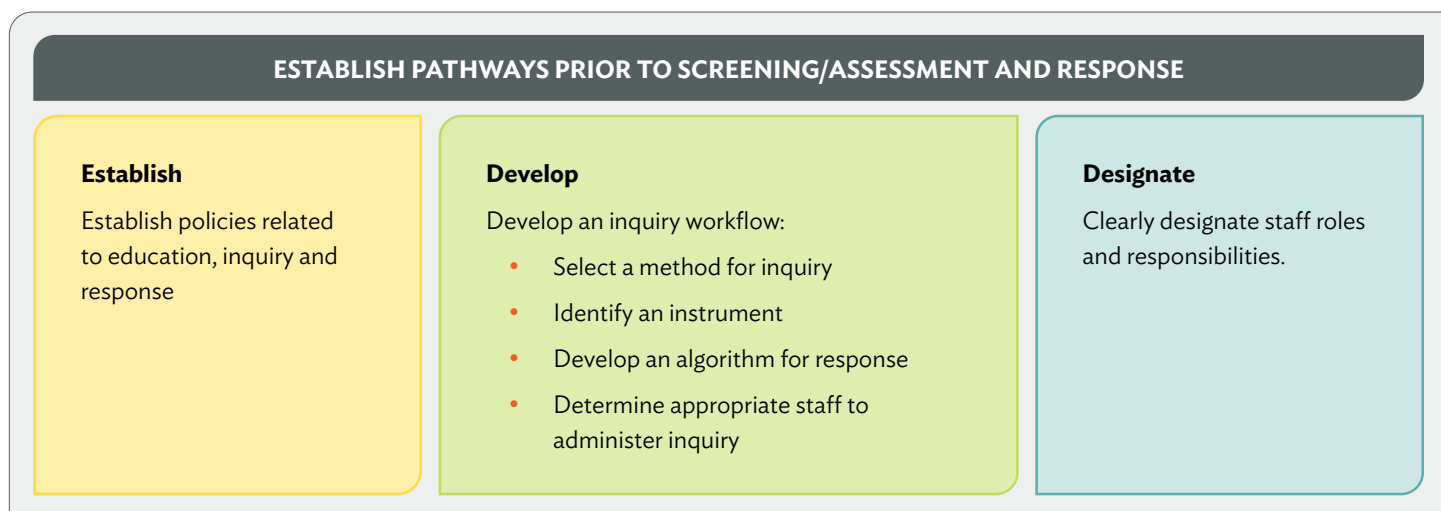 ESTABLISH PATHWAYS PRIOR TO SCREENING/ASSESSMENT AND RESPONSE
Establish
Establish policies related
to education, inquiry and
response
Develop
Develop an inquiry workflow:
• Select a method for inquiry
• Identify an instrument
• Develop an algorithm for response
• Determine appropriate staff to
administer inquiry
Designate
Clearly designate staff roles
and responsibilities.